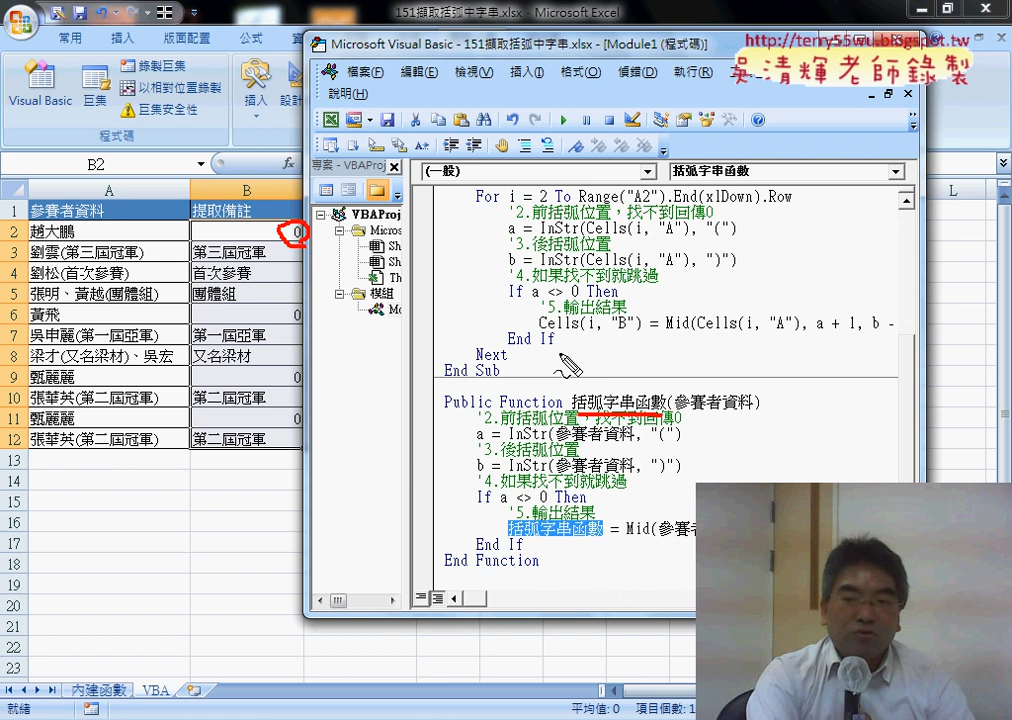 151擷取括弧中字串.xlsx - Microsoft Excel
常用 插入 版面配置 公式
Visual Basic 巨集 錄製巨集 以相對位置錄製 巨集安全性 插入 設計
程式碼
B2 fx
A B L
1 參賽者資料 提取備註
2 趙大鵬 0
3 劉雲(第三屆冠軍) 第三屆冠軍
4 劉松(首次參賽) 首次參賽
5 張明、黃越(團體組) 團體組
6 黃飛 0
7 吳申麗(第一屆亞軍) 第一屆亞軍
8 梁才(又名梁材)、吳宏 又名梁材
9 甄麗麗 0
10 張華英(第二屆冠軍) 第二屆冠軍
11 甄麗麗 0
12 張華英(第二屆冠軍) 第二屆冠軍
13
14
15
16
17
18
19
20
21
22
23
內建函數 VBA
就緒 平均值: 0 項目個數: 1
Microsoft Visual Basic - 151擷取括弧中字串.xlsx - [Module1 (程式碼)]
http://terry55wu.blogspot.tw
吳清輝老師錄製
檔案(F) 編輯(E) 檢視(V) 插入(I) 格式(O) 偵錯(D) 執行(R)
說明(H)
專案 - VBAProj
VBAProj
Micros
Sh
Sh
Th
模組
Mo
(一般) 括弧字串函數
For i = 2 To Range("A2").End(xlDown).Row
'2.前括弧位置，找不到回傳0
a = InStr(Cells(i, "A"), "(")
'3.後括弧位置
b = InStr(Cells(i, "A"), ")")
'4.如果找不到就跳過
If a <> 0 Then
'5.輸出結果
Cells(i, "B") = Mid(Cells(i, "A"), a + 1, b -
End If
Next
End Sub
Public Function 括弧字串函數(參賽者資料)
'2.前括弧位置，找不到回傳0
a = InStr(參賽者資料, "(")
'3.後括弧位置
b = InStr(參賽者資料, ")")
'4.如果找不到就跳過
If a <> 0 Then
'5.輸出結果
括弧字串函數 = Mid(參賽者
End If
End Function